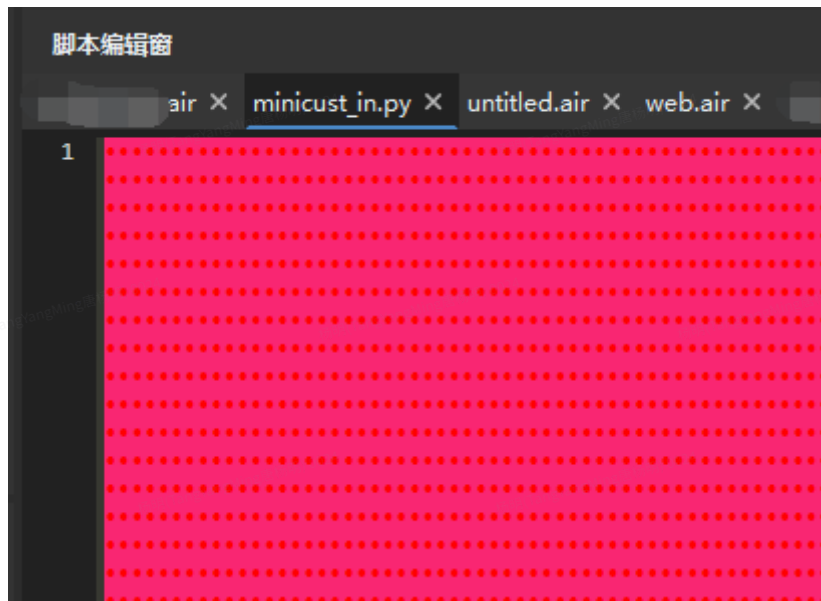 脚本编辑窗
air × minicust_in.py × untitled.air × web.air ×
1